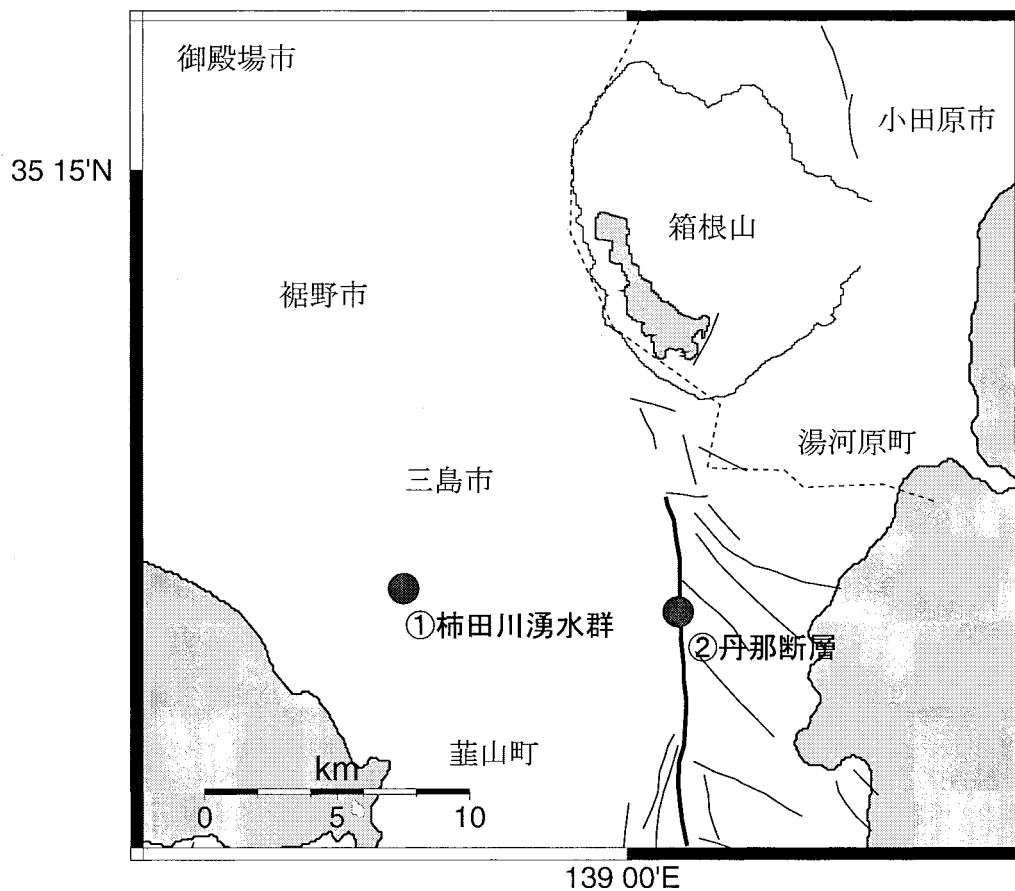 御殿場市
小田原市
35 15'N
箱根山
裾野市
湯河原町
三島市
①柿田川湧水群
②丹那断層
韮山町
km
0 5 10
139 00'E